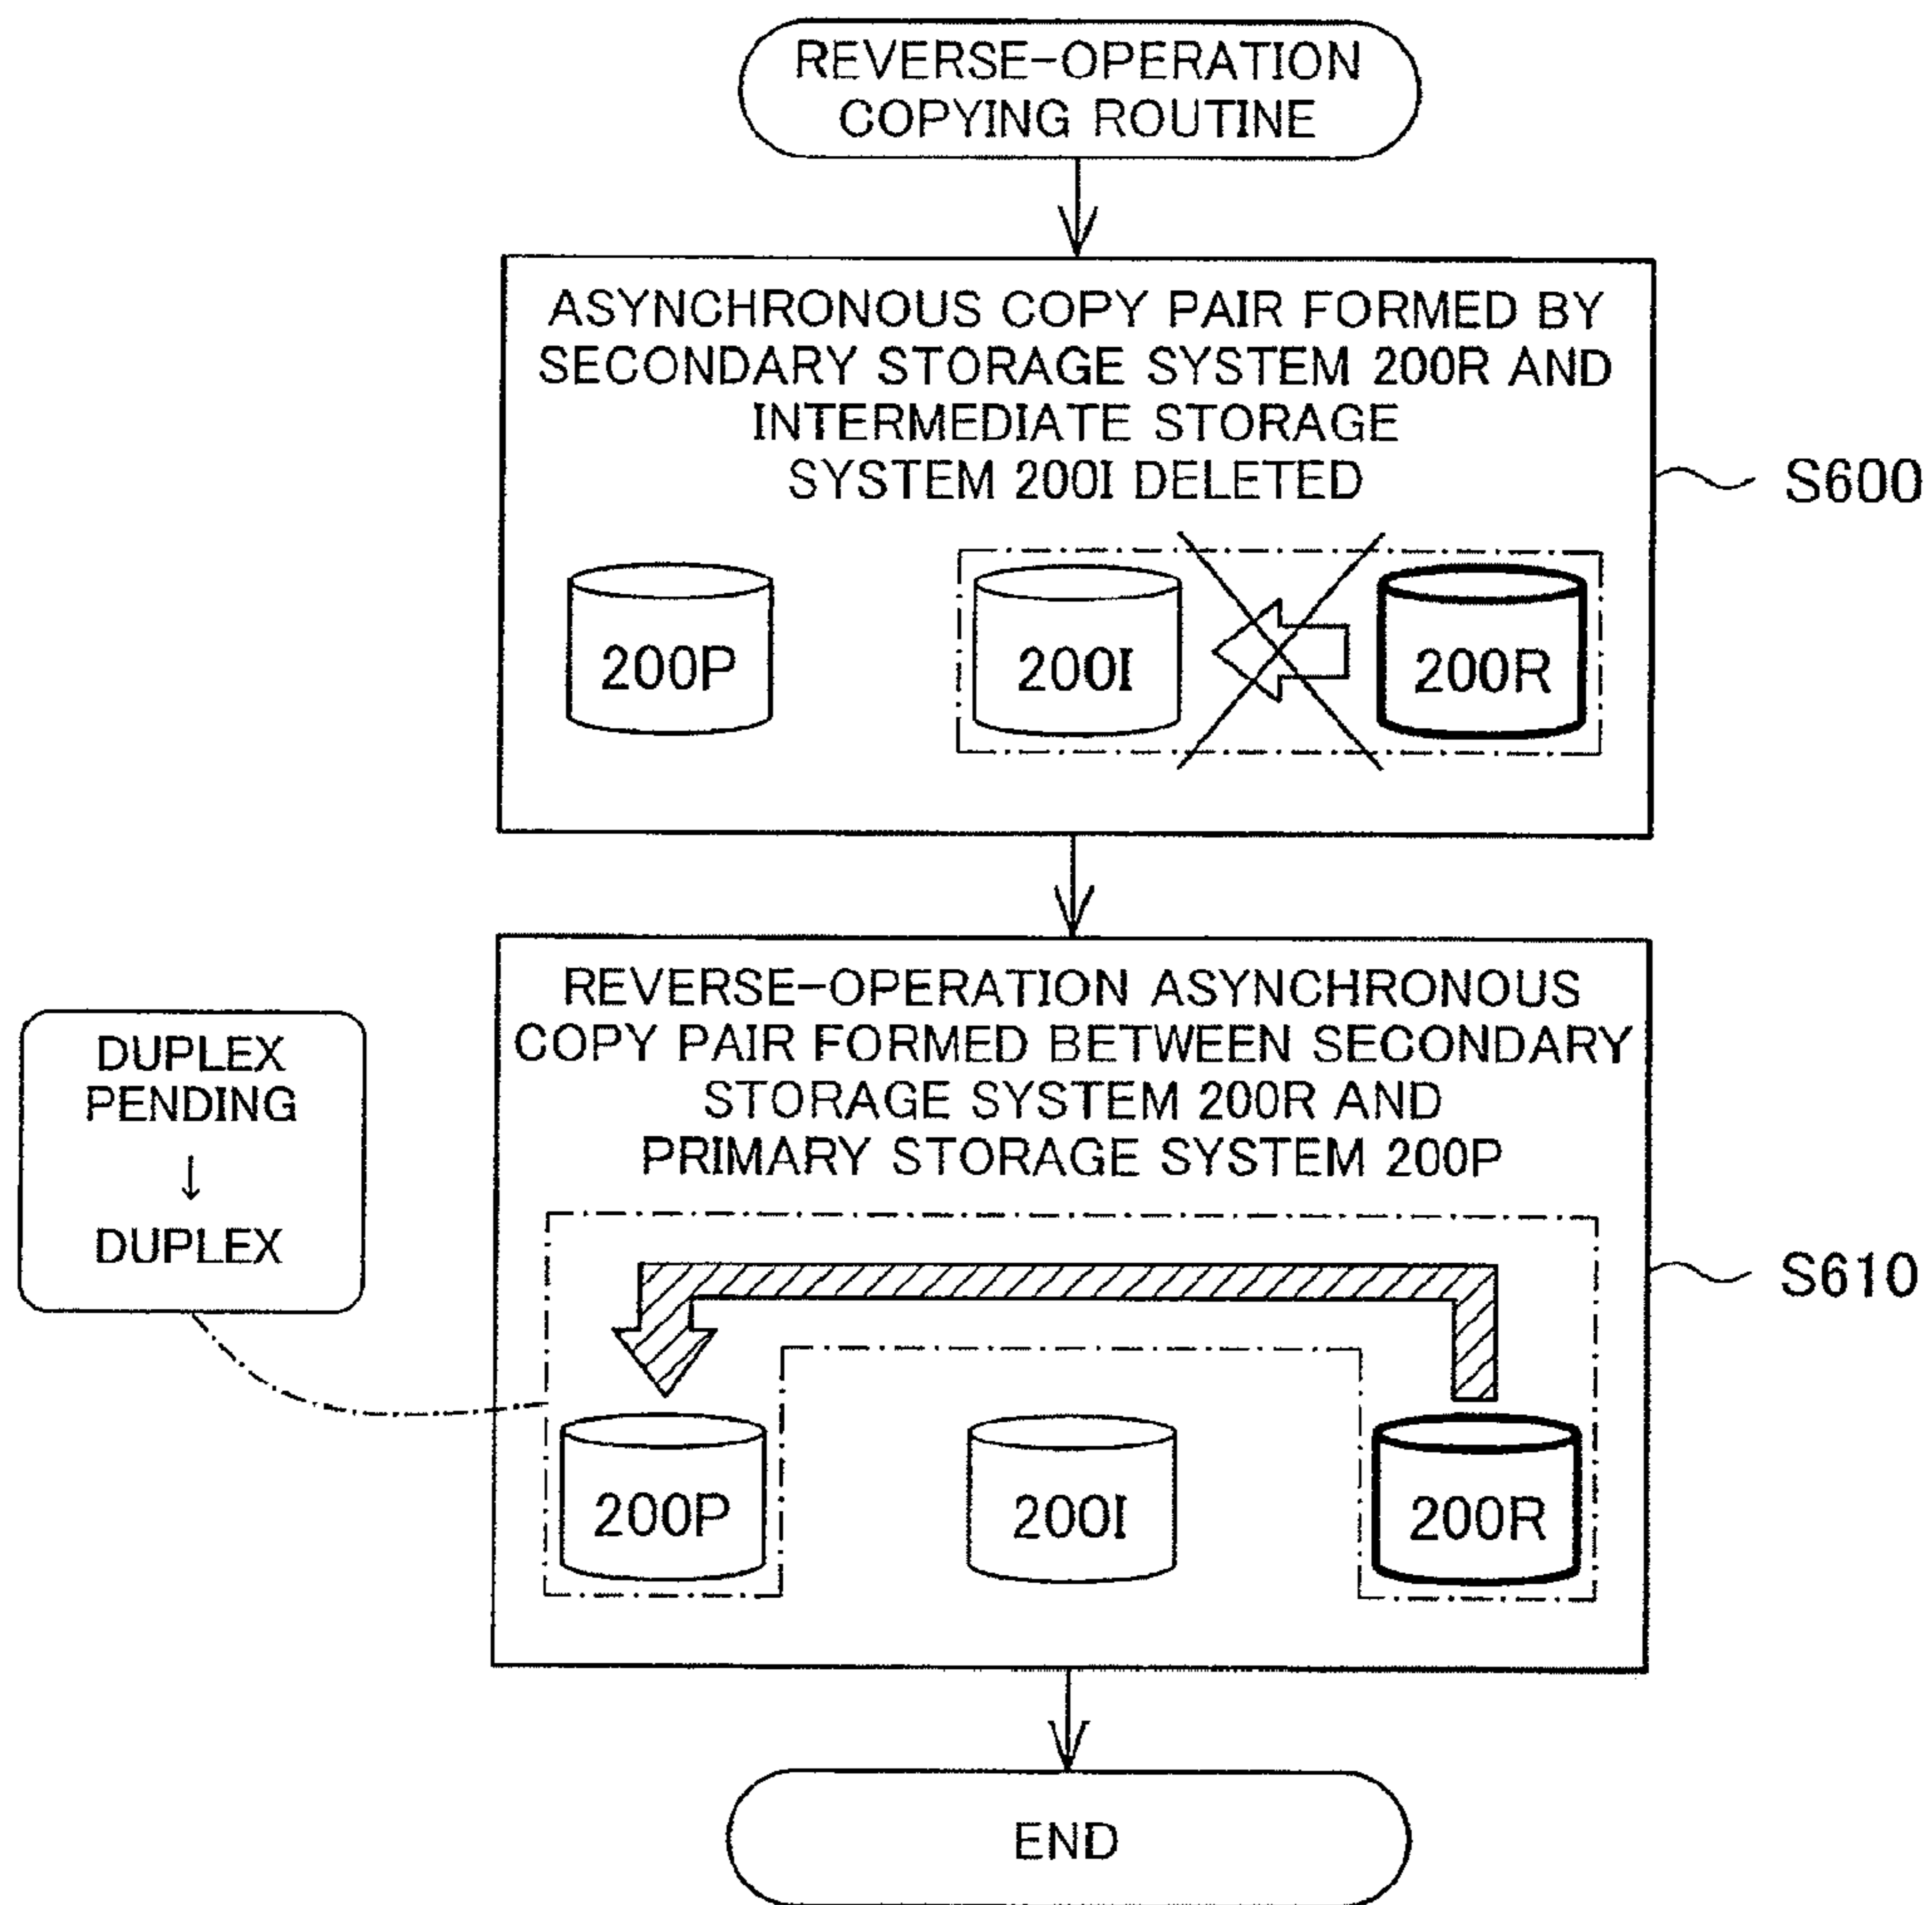 REVERSE-OPERATION
COPYING ROUTINE
ASYNCHRONOUS COPY PAIR FORMED BY
SECONDARY STORAGE SYSTEM 200R AND
INTERMEDIATE STORAGE
SYSTEM 200I DELETED
S600
200P
200I
200R
REVERSE-OPERATION ASYNCHRONOUS
COPY PAIR FORMED BETWEEN SECONDARY
STORAGE SYSTEM 200R AND
PRIMARY STORAGE SYSTEM 200P
DUPLEX
PENDING
↓
DUPLEX
S610
200P
200I
200R
END